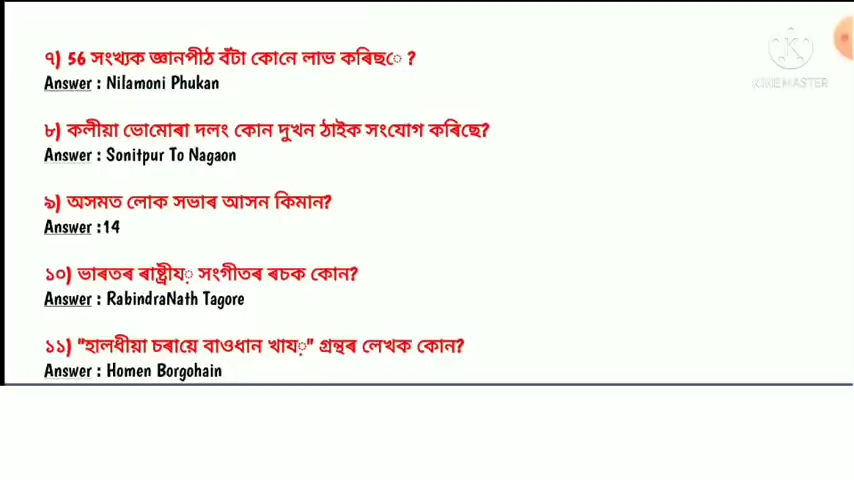 ৭) 56 সংখ্যক জ্ঞানপীঠ বঁটা কোনে লাভ কৰিছে ?
Answer : Nilamoni Phukan
৮) কলীয়া ভোমোৰা দলং কোন দুখন ঠাইক সংযোগ কৰিছে?
Answer : Sonitpur To Nagaon
৯) অসমত লোক সভাৰ আসন কিমান?
Answer :14
১০) ভাৰতৰ ৰাষ্ট্ৰীয় সংগীতৰ ৰচক কোন?
Answer : RabindraNath Tagore
১১) "হালধীয়া চৰায়ে বাওধান খায়" গ্ৰন্থৰ লেখক কোন?
Answer : Homen Borgohain
KINEMASTER